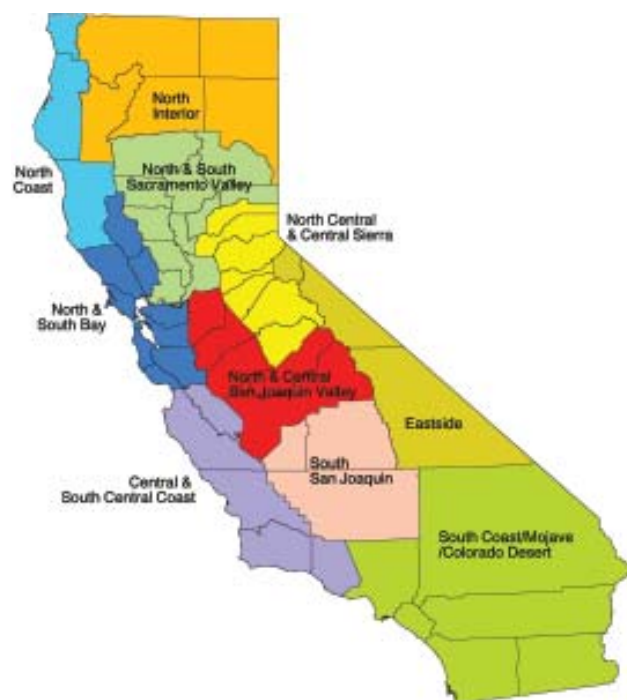 North
Interior
North & South
Sacramento Valley
North
Coast
North Central
& Central Sierra
North &
South Bay
North & Central
San Joaquin Valley
Eastside
South
San Joaquin
Central &
South Central Coast
South Coast/Mojave
/Colorado Desert